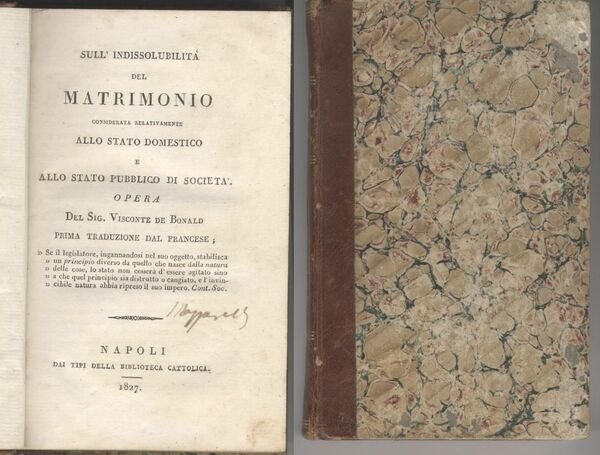 SULL' INDISSOLUBILITÀ
DEL
MATRIMONIO
CONSIDERATA RELATIVAMENTE
ALLO STATO DOMESTICO
E
ALLO STATO PUBBLICO DI SOCIETA'.
OPERA
DEL SIG. VISCONTE DE BONALD
PRIMA TRADUZIONE DAL FRANCESE ;
» Se il legislatore, ingannandosi nel suo oggetto, stabilisca
» un principio diverso da quello che nasce dalla natura
» delle cose, lo stato non cesserà d'essere agitato sino
» a che quel principio sia distrutto o cangiato, e l'invin-
» cibile natura abbia ripreso il suo impero. Cont. Soc.
NAPOLI
DAI TIPI DELLA BIBLIOTECA CATTOLICA.
1827.